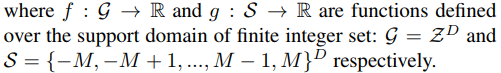 where f : 𝒢 → ℝ and g : 𝒮 → ℝ are functions defined
over the support domain of finite integer set: 𝒢 = 𝒵^D and
𝒮 = {−M, −M + 1, ..., M − 1, M}^D respectively.